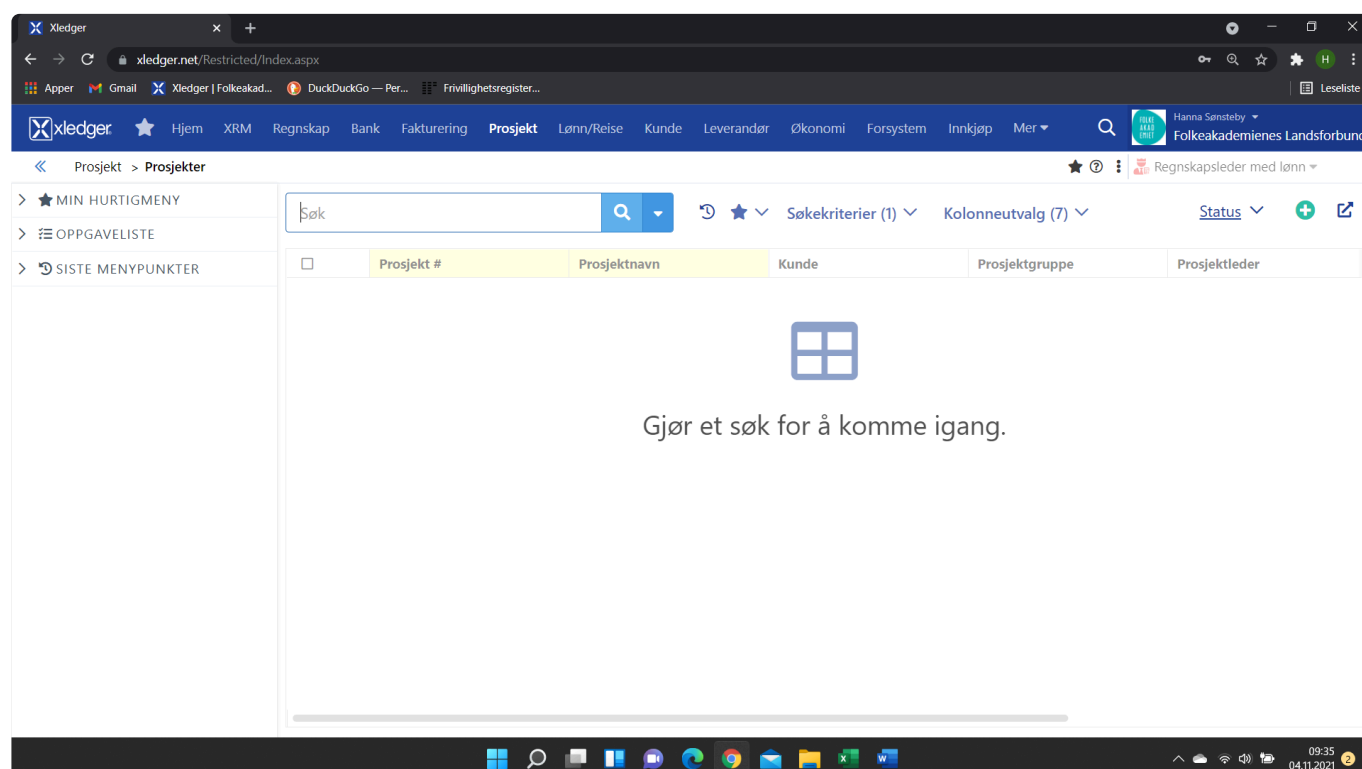 Xledger
xledger.net/Restricted/Index.aspx
Apper Gmail Xledger | Folkeakad... DuckDuckGo — Per... Frivillighetsregister... Leseliste
xledger Hjem XRM Regnskap Bank Fakturering Prosjekt Lønn/Reise Kunde Leverandør Økonomi Forsystem Innkjøp Mer
FOLKE AKAD EMIET
Hanna Sønsteby
Folkeakademienes Landsforbund
Prosjekt > Prosjekter Regnskapsleder med lønn
MIN HURTIGMENY
OPPGAVELISTE
SISTE MENYPUNKTER
Søk Søkekriterier (1) Kolonneutvalg (7) Status
Prosjekt # Prosjektnavn Kunde Prosjektgruppe Prosjektleder
Gjør et søk for å komme igang.
09:35
04.11.2021 2